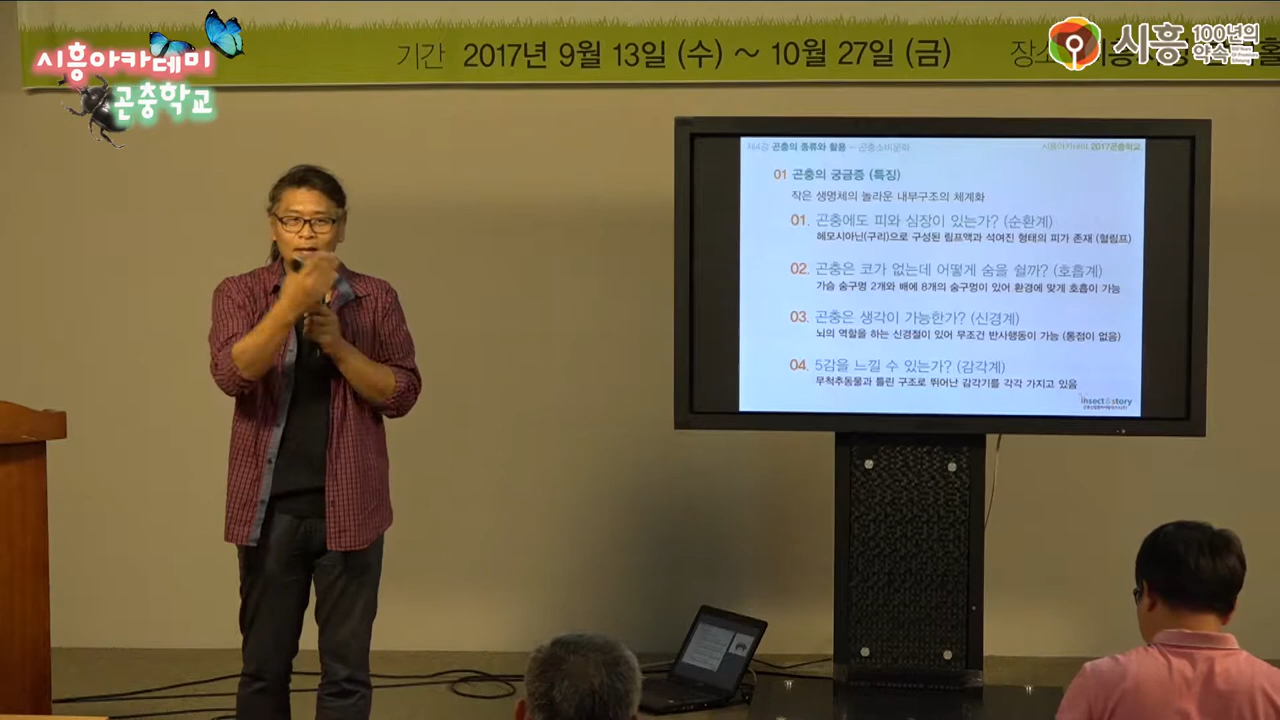 시흥아카데미
곤충학교
기간 2017년 9월 13일 (수) ~ 10월 27일 (금)
시흥 100년의 약속
제4강 곤충의 종류와 활용 - 곤충소비문화
시흥아카데미 2017곤충학교
01 곤충의 궁금증 (특징)
작은 생명체의 놀라운 내부구조의 체계화
01. 곤충에도 피와 심장이 있는가? (순환계)
헤모시아닌(구리)으로 구성된 림프액과 석여진 형태의 피가 존재 (혈림프)
02. 곤충은 코가 없는데 어떻게 숨을 쉴까? (호흡계)
가슴 숨구멍 2개와 배에 8개의 숨구멍이 있어 환경에 맞게 호흡이 가능
03. 곤충은 생각이 가능한가? (신경계)
뇌의 역할을 하는 신경절이 있어 무조건 반사행동이 가능 (통점이 없음)
04. 5감을 느낄 수 있는가? (감각계)
무척추동물과 틀린 구조로 뛰어난 감각기를 각각 가지고 있음
insect & story